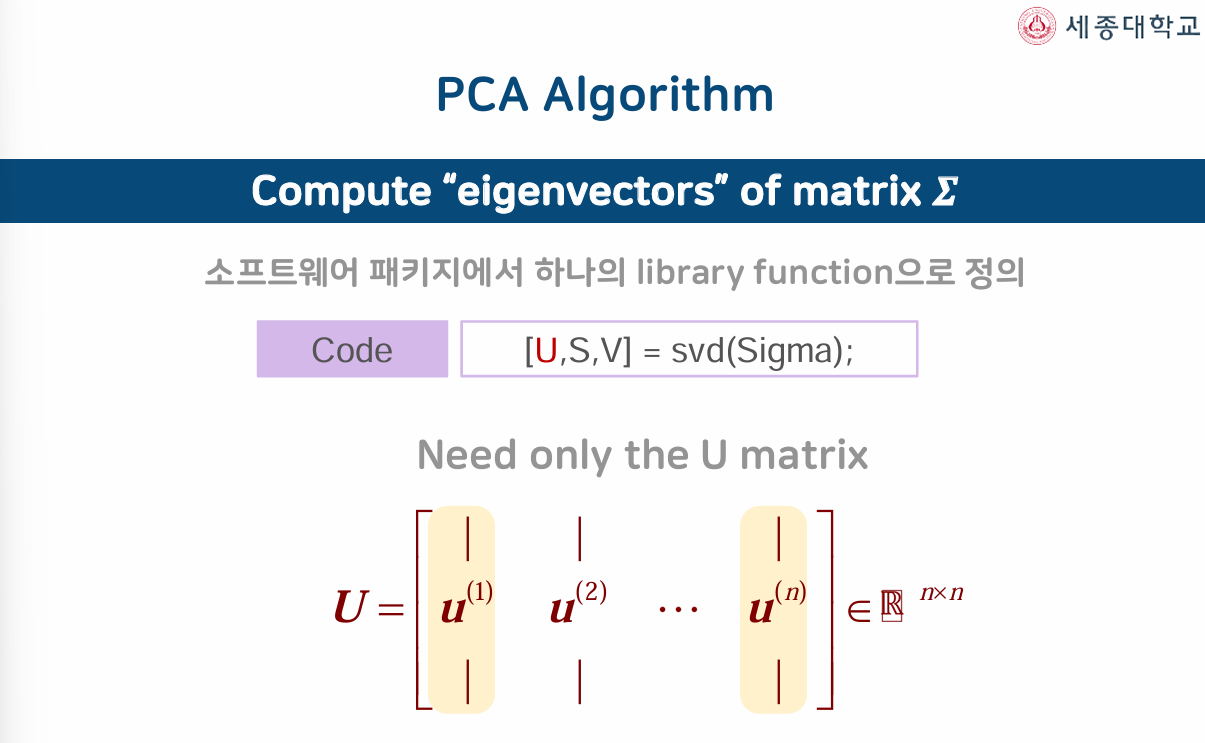 세종대학교
PCA Algorithm
Compute “eigenvectors” of matrix Σ
소프트웨어 패키지에서 하나의 library function으로 정의
Code [U,S,V] = svd(Sigma);
Need only the U matrix
| | |
U = [ u⁽¹⁾ u⁽²⁾ ⋯ u⁽ⁿ⁾ ] ∈ ℝ ⁿ×ⁿ
| | |